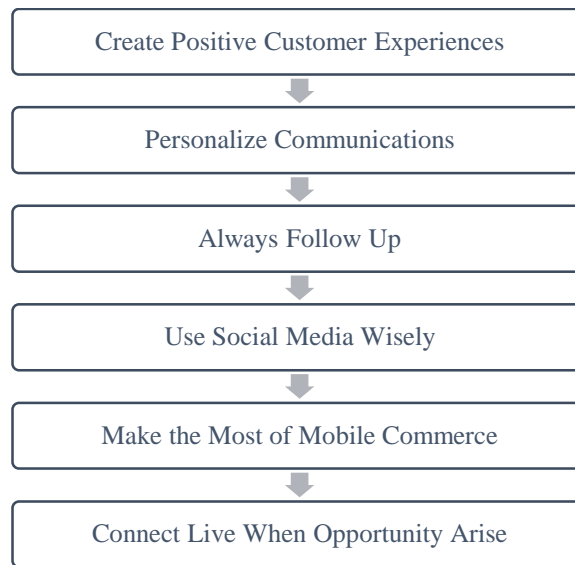 Create Positive Customer Experiences
Personalize Communications
Always Follow Up
Use Social Media Wisely
Make the Most of Mobile Commerce
Connect Live When Opportunity Arise